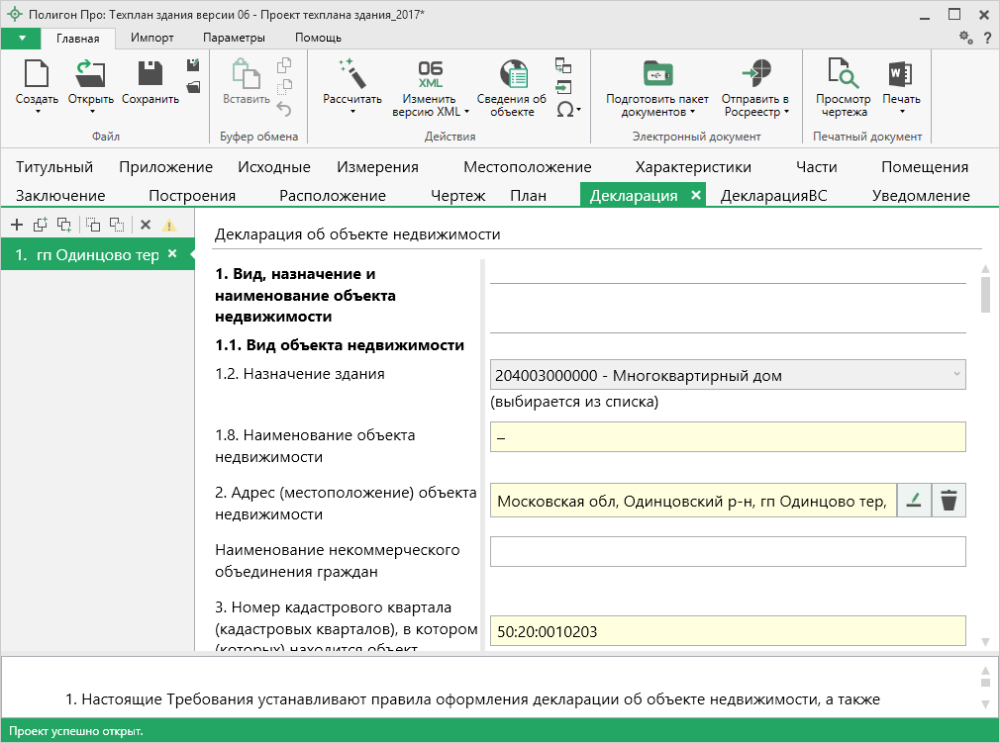 Полигон Про: Техплан здания версии 06 - Проект техплана здания_2017*
Главная Импорт Параметры Помощь
Создать Открыть Сохранить Вставить Рассчитать 06 XML Изменить версию XML Сведения об объекте Подготовить пакет документов Отправить в Росреестр Просмотр чертежа Печать
Файл Буфер обмена Действия Электронный документ Печатный документ
Титульный Приложение Исходные Измерения Местоположение Характеристики Части Помещения
Заключение Построения Расположение Чертеж План Декларация ДекларацияВС Уведомление
1. гп Одинцово тер
Декларация об объекте недвижимости
1. Вид, назначение и
наименование объекта
недвижимости
1.1. Вид объекта недвижимости
1.2. Назначение здания 204003000000 - Многоквартирный дом
(выбирается из списка)
1.8. Наименование объекта
недвижимости
–
2. Адрес (местоположение) объекта
недвижимости
Московская обл, Одинцовский р-н, гп Одинцово тер,
Наименование некоммерческого
объединения граждан
3. Номер кадастрового квартала
(кадастровых кварталов), в котором
(которых) находится объект
50:20:0010203
1. Настоящие Требования устанавливают правила оформления декларации об объекте недвижимости, а также
Проект успешно открыт.